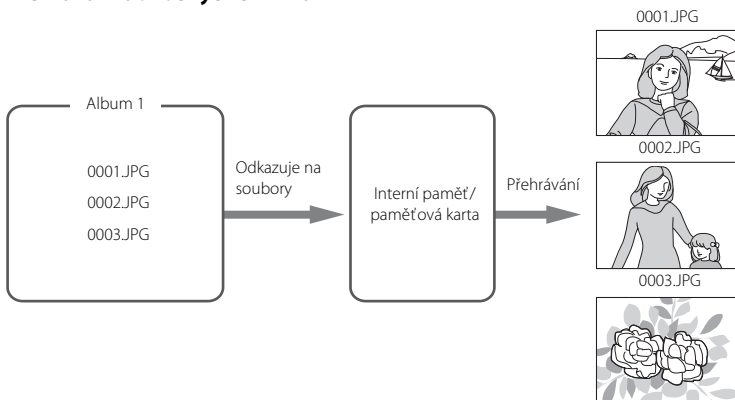 0001.JPG
Album 1
0001.JPG
0002.JPG
0003.JPG
Odkazuje na
soubory
Interní paměť/
paměťová karta
Přehrávání
0002.JPG
0003.JPG